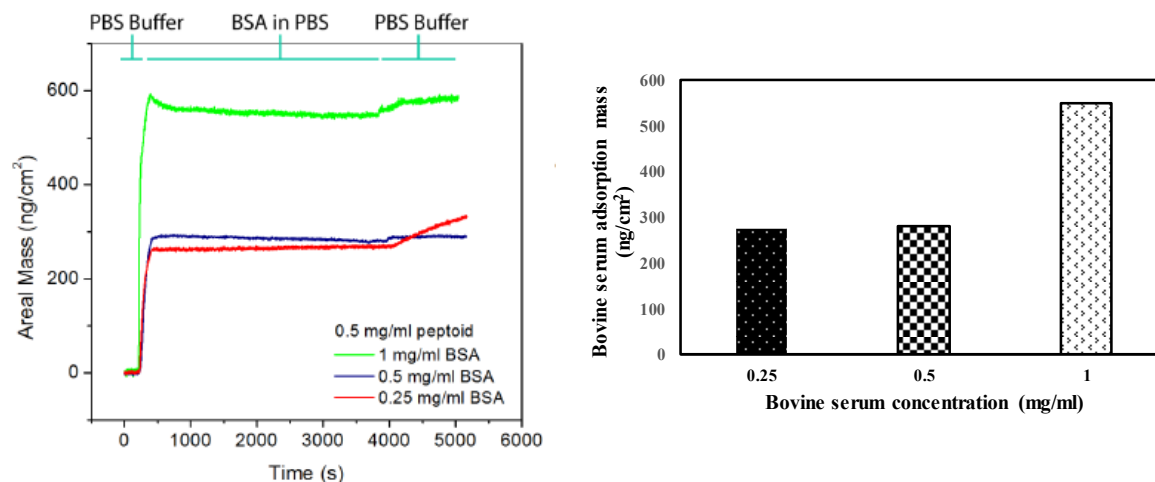 PBS Buffer BSA in PBS PBS Buffer
600
400
200
0
Areal Mass (ng/cm²)
0.5 mg/ml peptoid
1 mg/ml BSA
0.5 mg/ml BSA
0.25 mg/ml BSA
0 1000 2000 3000 4000 5000 6000
Time (s)
600
500
400
300
200
100
0
Bovine serum adsorption mass
(ng/cm²)
0.25 0.5 1
Bovine serum concentration (mg/ml)